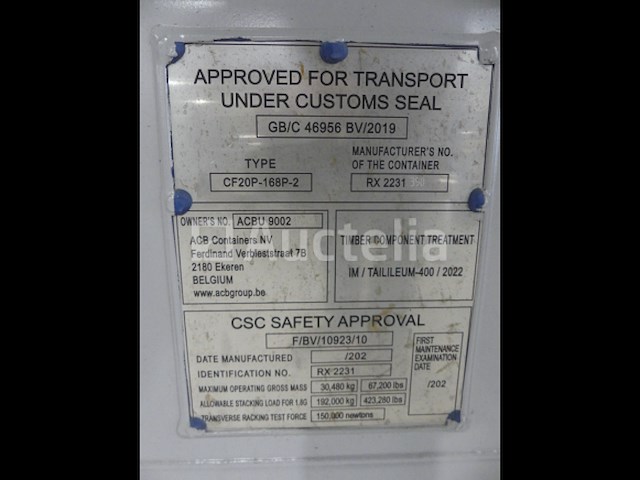 APPROVED FOR TRANSPORT
UNDER CUSTOMS SEAL
GB/C 46956 BV/2019
TYPE
CF20P-168P-2
MANUFACTURER'S NO.
OF THE CONTAINER
RX 2231
OWNER'S NO. ACBU 9002
ACB Containers NV
Ferdinand Verbieststraat 7B
2180 Ekeren
BELGIUM
www.acbgroup.be
TIMBER COMPONENT TREATMENT
IM / TAILILEUM-400 / 2022
Auctelia
CSC SAFETY APPROVAL
F/BV/10923/10
DATE MANUFACTURED /202
IDENTIFICATION NO. RX 2231
MAXIMUM OPERATING GROSS MASS 30,480 kg 67,200 lbs
ALLOWABLE STACKING LOAD FOR 1.8G 192,000 kg 423,280 lbs
TRANSVERSE RACKING TEST FORCE 150,000 newtons
FIRST
MAINTENANCE
EXAMINATION
DATE
/202